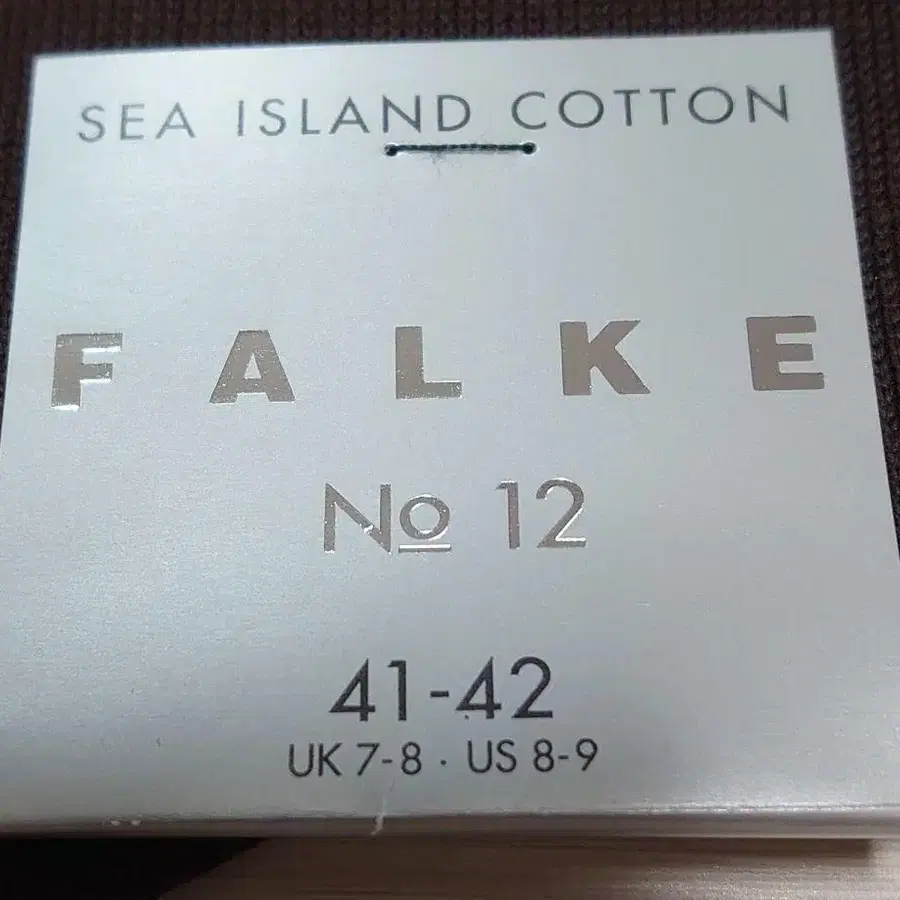 SEA ISLAND COTTON
FALKE
No 12
41-42
UK 7-8 · US 8-9